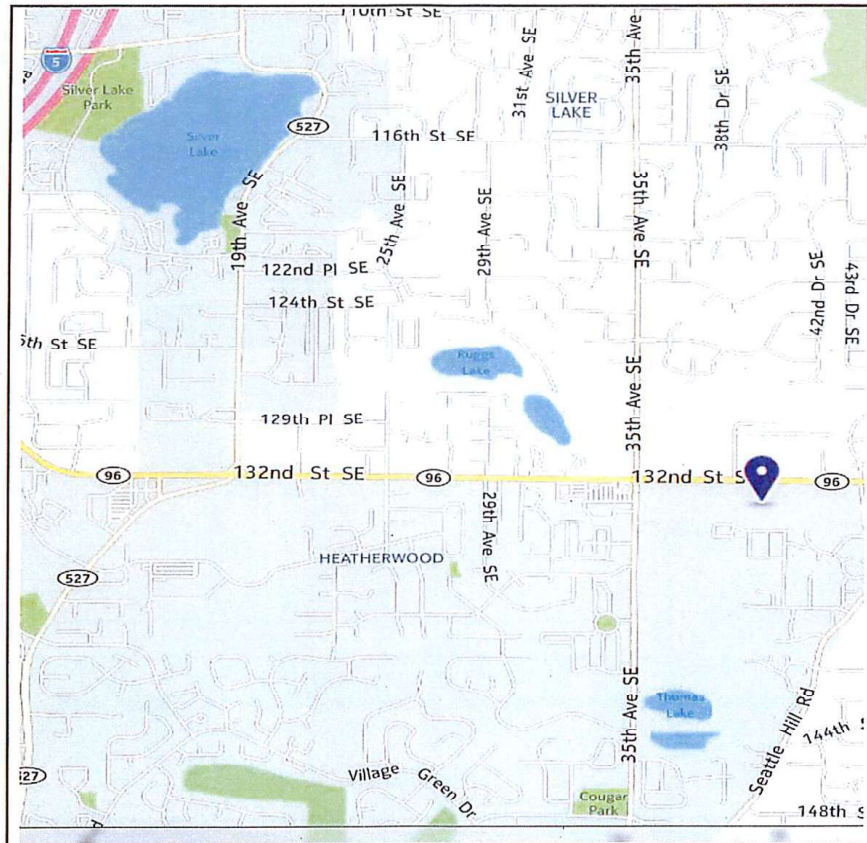 110th St SE
5
Silver Lake
Park
Silver
Lake
527
116th St SE
31st Ave SE
SILVER
LAKE
35th Ave
38th Dr SE
19th Ave SE
25th Ave SE
29th Ave SE
35th Ave SE
122nd Pl SE
124th St SE
42nd Dr SE
43rd Dr SE
6th St SE
Ruggs
Lake
35th Ave SE
129th Pl SE
96
132nd St SE
96
132nd St S
96
29th Ave SE
HEATHERWOOD
527
35th Ave SE
Thomas
Lake
Seattle Hill Rd
144th S
27
Village Green Dr
Cougar
Park
148th S